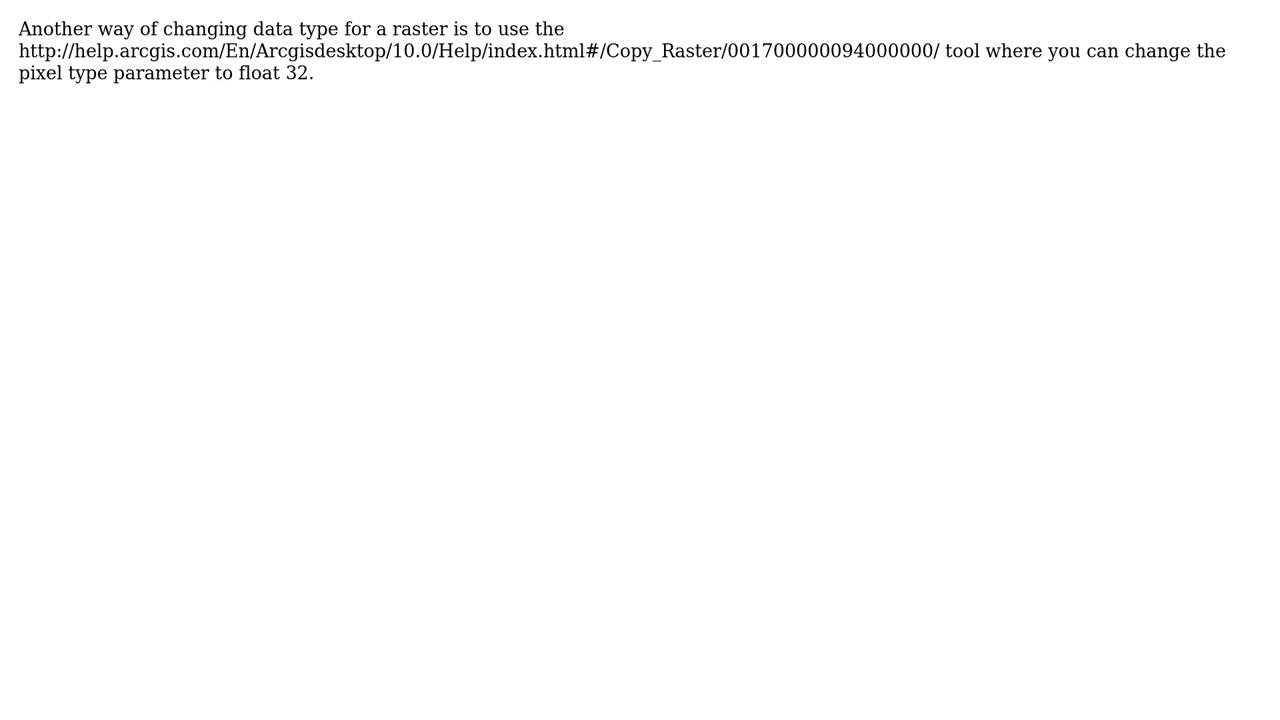 Another way of changing data type for a raster is to use the
http://help.arcgis.com/En/Arcgisdesktop/10.0/Help/index.html#/Copy_Raster/001700000094000000/ tool where you can change the
pixel type parameter to float 32.